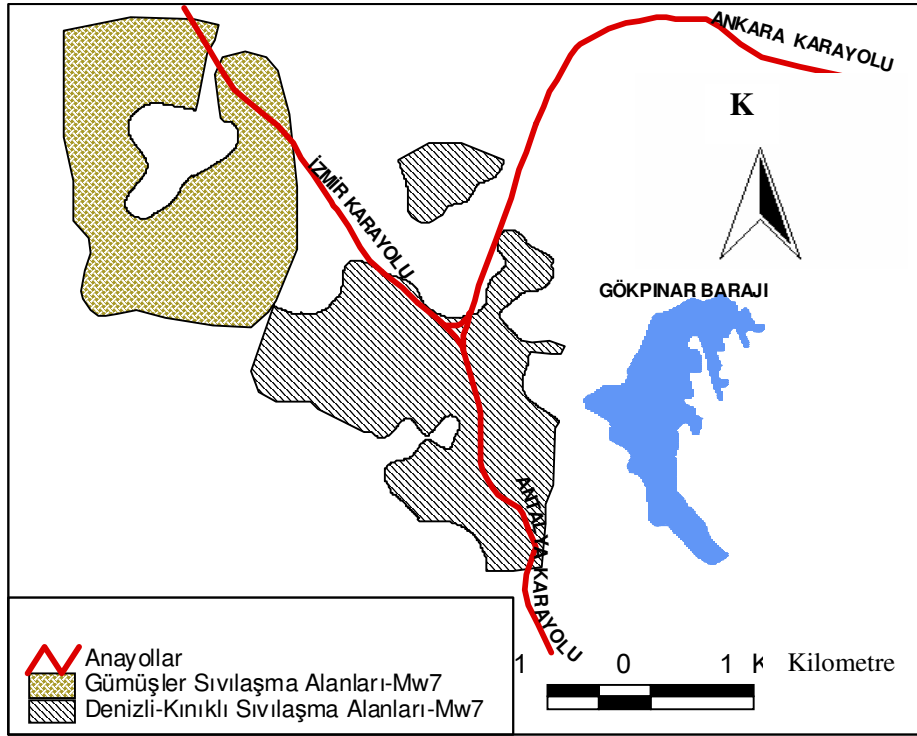 ANKARA KARAYOLU
K
İZMİR KARAYOLU
GÖKPINAR BARAJI
ANTALYA KARAYOLU
Anayollar
Gümüşler Sıvılaşma Alanları-Mw7
Denizli-Kınıklı Sıvılaşma Alanları-Mw7
1 0 1 K Kilometre